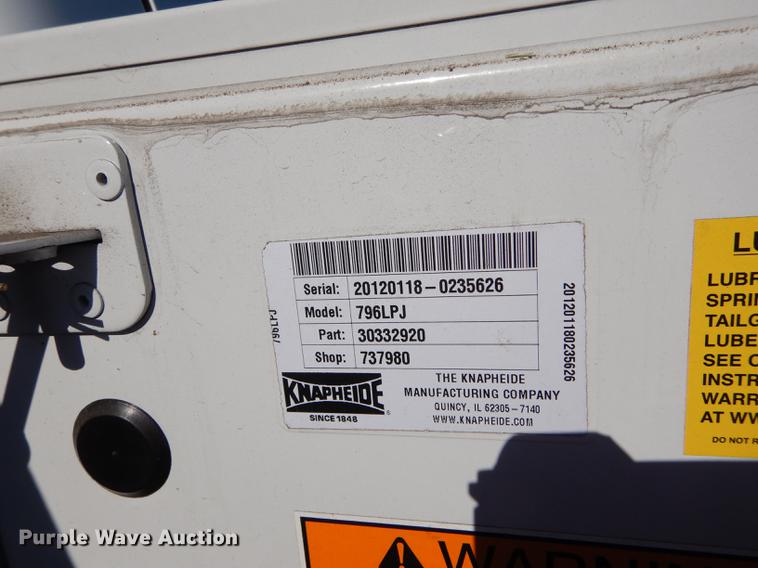 Serial: 20120118-0235626
Model: 796LPJ
Part: 30332920
Shop: 737980
796LPJ
201201180235626
KNAPHEIDE®
SINCE 1848
THE KNAPHEIDE
MANUFACTURING COMPANY
QUINCY, IL 62305-7140
WWW.KNAPHEIDE.COM
LU
LUBR
SPRIN
TAILG
LUBE
SEE O
INSTR
WARR
AT WW
DO NOT R
WARNING
Purple Wave Auction